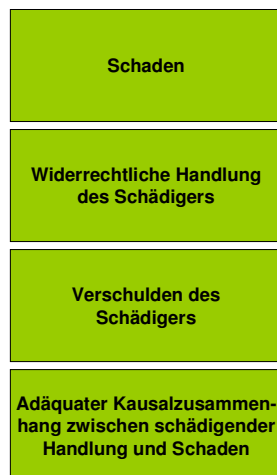 Schaden
Widerrechtliche Handlung
des Schädigers
Verschulden des
Schädigers
Adäquater Kausalzusammen-
hang zwischen schädigender
Handlung und Schaden